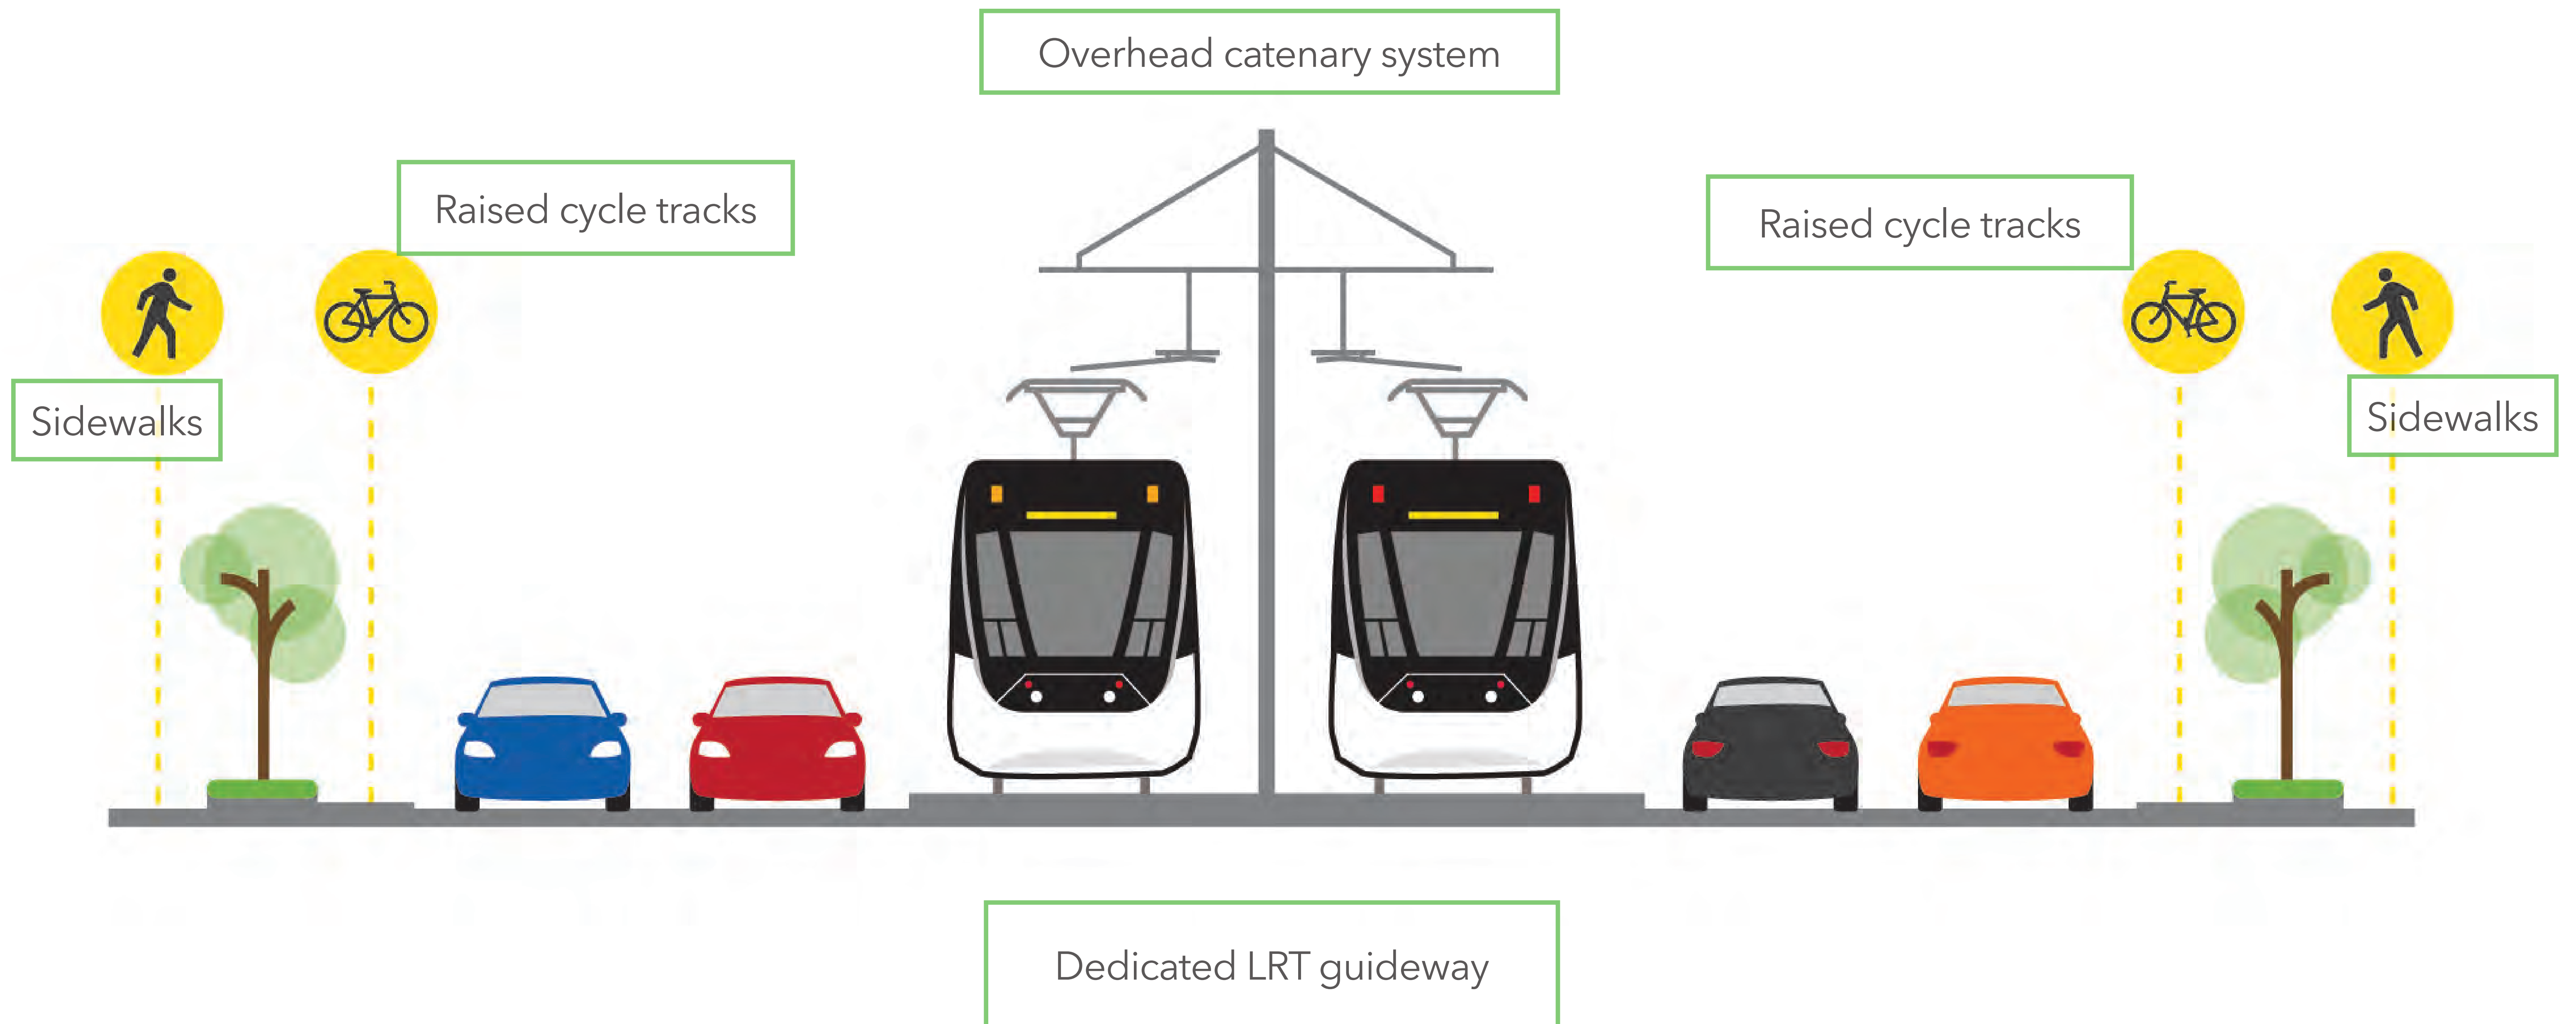 Overhead catenary system
Raised cycle tracks
Raised cycle tracks
Sidewalks
Sidewalks
Dedicated LRT guideway